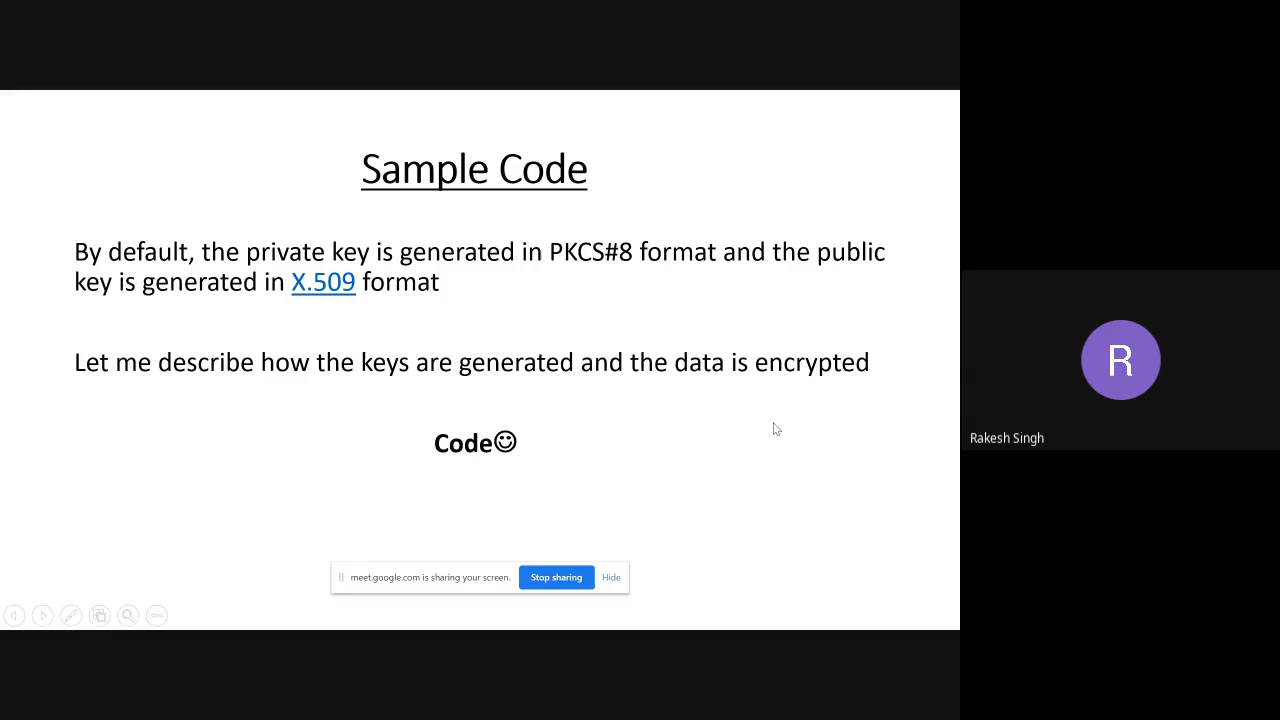 Sample Code
By default, the private key is generated in PKCS#8 format and the public
key is generated in X.509 format
Let me describe how the keys are generated and the data is encrypted
Code☺
meet.google.com is sharing your screen. Stop sharing Hide
R
Rakesh Singh